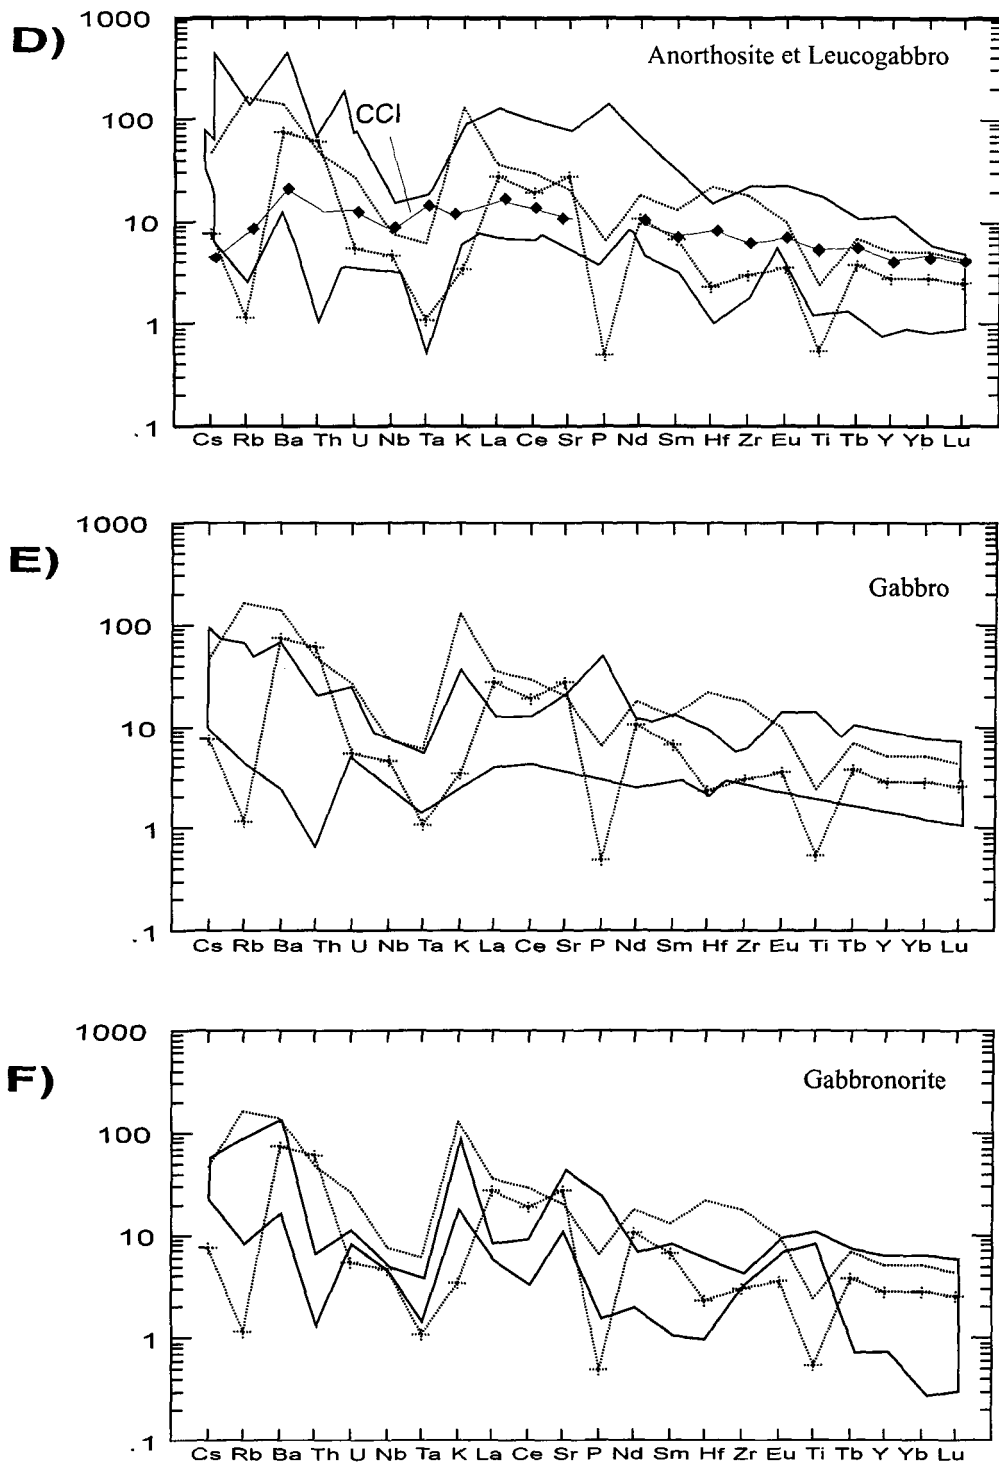 D)
Anorthosite et Leucogabbro
CCI
1000
100
10
1
.1
Cs Rb Ba Th U Nb Ta K La Ce Sr P Nd Sm Hf Zr Eu Ti Tb Y Yb Lu
E)
Gabbro
1000
100
10
1
.1
Cs Rb Ba Th U Nb Ta K La Ce Sr P Nd Sm Hf Zr Eu Ti Tb Y Yb Lu
F)
Gabbronorite
1000
100
10
1
.1
Cs Rb Ba Th U Nb Ta K La Ce Sr P Nd Sm Hf Zr Eu Ti Tb Y Yb Lu